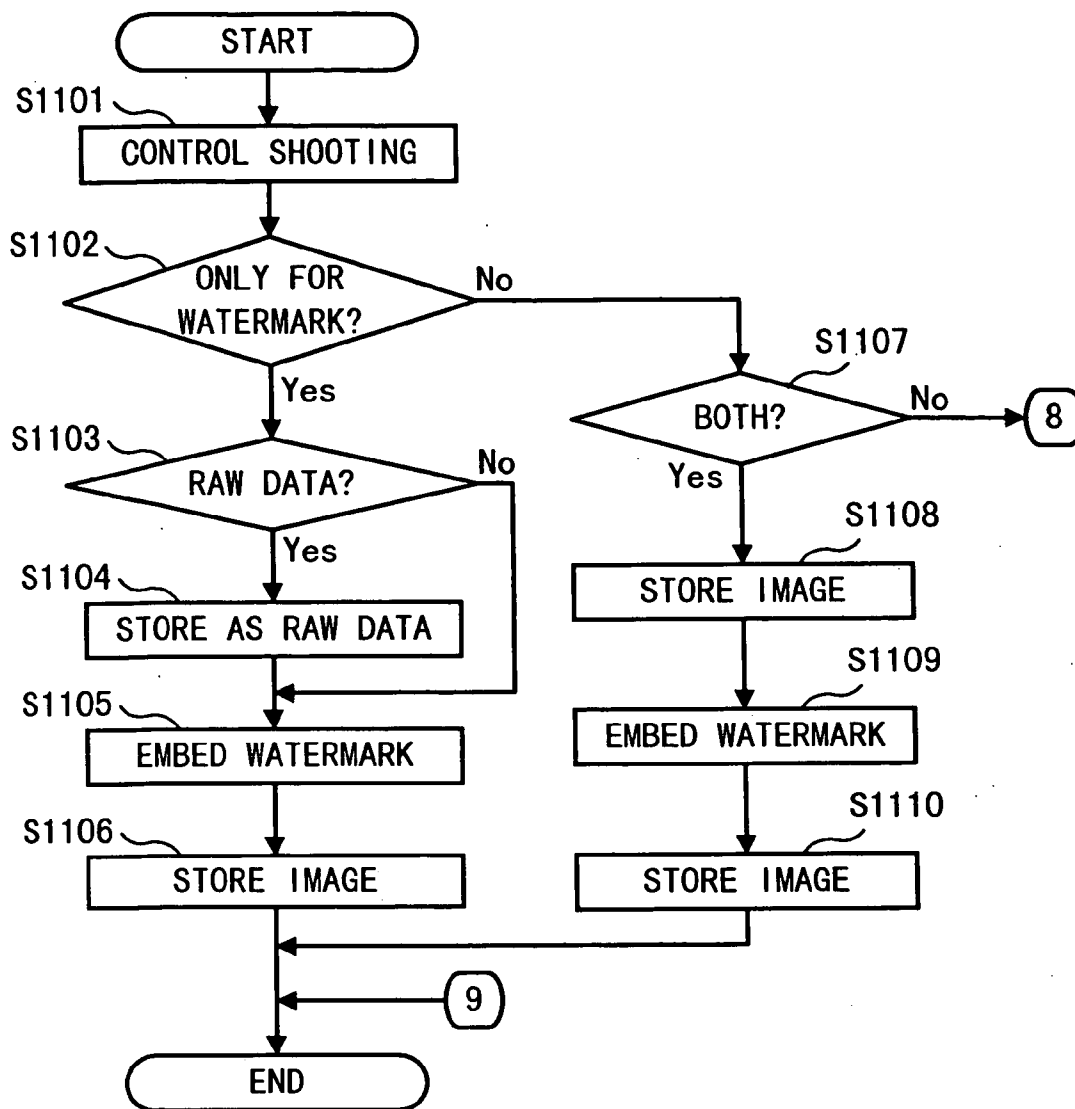 START
S1101
CONTROL SHOOTING
S1102
ONLY FOR
WATERMARK?
No
Yes
S1107
BOTH?
No
8
Yes
S1103
RAW DATA?
No
Yes
S1104
STORE AS RAW DATA
S1105
EMBED WATERMARK
S1106
STORE IMAGE
S1108
STORE IMAGE
S1109
EMBED WATERMARK
S1110
STORE IMAGE
9
END